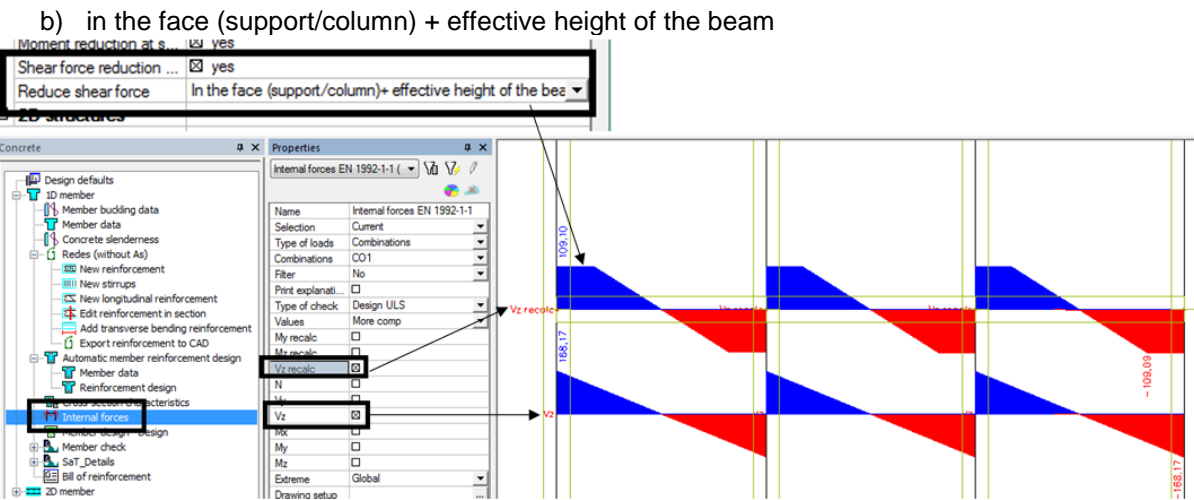 b) in the face (support/column) + effective height of the beam
Moment reduction at s... yes
Shear force reduction ... yes
Reduce shear force In the face (support/column)+ effective height of the bea
2D structures
Concrete
Design defaults
1D member
Member buckling data
Member data
Concrete slenderness
Redes (without As)
New reinforcement
New stirrups
New longitudinal reinforcement
Edit reinforcement in section
Add transverse bending reinforcement
Export reinforcement to CAD
Automatic member reinforcement design
Member data
Reinforcement design
Cross-section characteristics
Internal forces
Member design - Design
Member check
SaT_Details
Bill of reinforcement
2D member
Properties
Internal forces EN 1992-1-1 (
Name Internal forces EN 1992-1-1
Selection Current
Type of loads Combinations
Combinations CO1
Filter No
Print explanati...
Type of check Design ULS
Values More comp
My recalc
Mz recalc
Vz recalc
N
Vy
Vz
Mx
My
Mz
Extreme Global
Drawing setup ...
109.10
Vz recalc
-109.09
168.17
Vz
-168.17